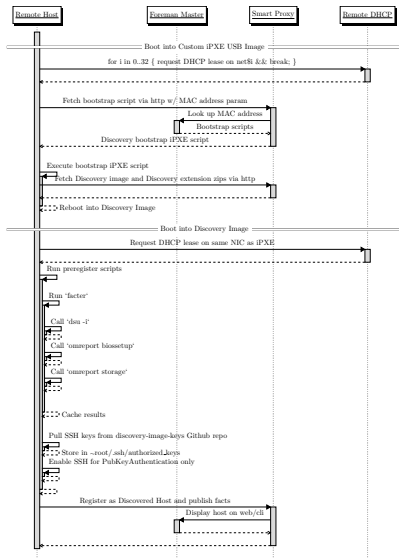 Remote Host Foreman Master Smart Proxy Remote DHCP
Boot into Custom iPXE USB Image
for i in 0..32 { request DHCP lease on net$i && break; }
Fetch bootstrap script via http w/ MAC address param
Look up MAC address
Bootstrap scripts
Discovery bootstrap iPXE script
Execute bootstrap iPXE script
Fetch Discovery image and Discovery extension zips via http
Reboot into Discovery Image
Boot into Discovery Image
Request DHCP lease on same NIC as iPXE
Run preregister scripts
Run `facter`
Call `dsu -i`
Call `omreport biossetup`
Call `omreport storage`
Cache results
Pull SSH keys from discovery-image-keys Github repo
Store in ~root/.ssh/authorized_keys
Enable SSH for PubKeyAuthentication only
Register as Discovered Host and publish facts
Display host on web/cli